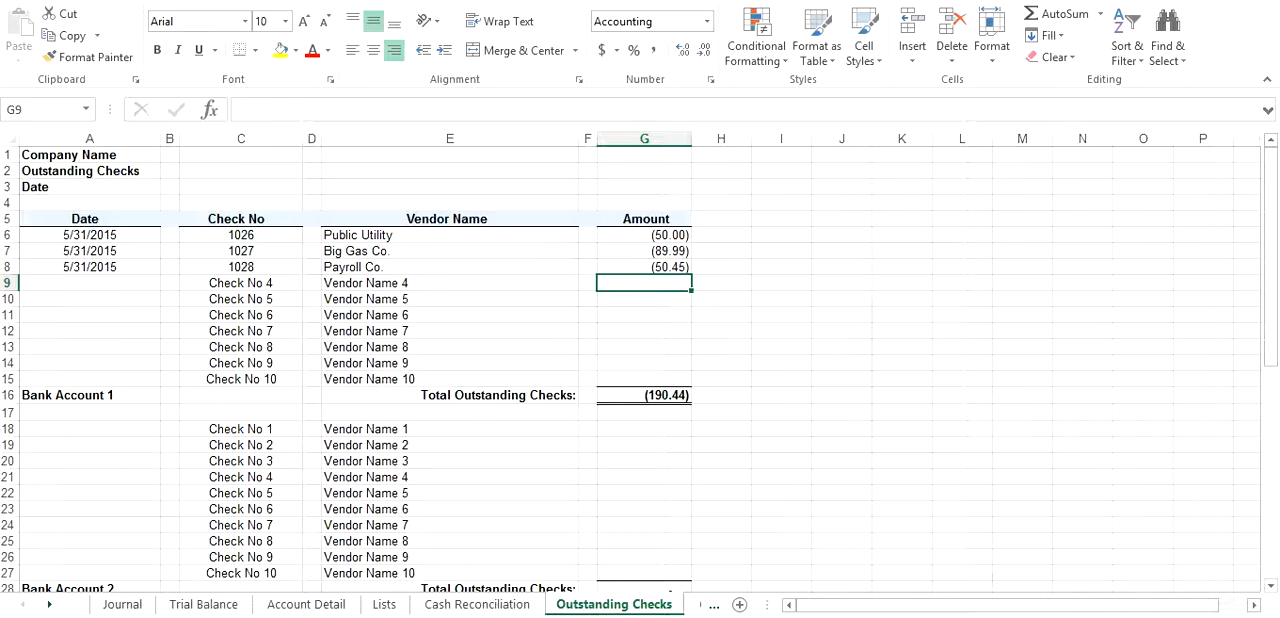 Cut
Copy
Paste
Format Painter
Clipboard
Arial 10
B I U
Font
Wrap Text
Merge & Center
Alignment
Accounting
$ % ,
Number
Conditional Formatting
Format as Table
Cell Styles
Styles
Insert
Delete
Format
Cells
AutoSum
Fill
Clear
Sort & Filter
Find & Select
Editing
G9
fx
A B C D E F G H I J K L M N O P
1 Company Name
2 Outstanding Checks
3 Date
4
5 Date Check No Vendor Name Amount
6 5/31/2015 1026 Public Utility (50.00)
7 5/31/2015 1027 Big Gas Co. (89.99)
8 5/31/2015 1028 Payroll Co. (50.45)
9 Check No 4 Vendor Name 4
10 Check No 5 Vendor Name 5
11 Check No 6 Vendor Name 6
12 Check No 7 Vendor Name 7
13 Check No 8 Vendor Name 8
14 Check No 9 Vendor Name 9
15 Check No 10 Vendor Name 10
16 Bank Account 1 Total Outstanding Checks: (190.44)
17
18 Check No 1 Vendor Name 1
19 Check No 2 Vendor Name 2
20 Check No 3 Vendor Name 3
21 Check No 4 Vendor Name 4
22 Check No 5 Vendor Name 5
23 Check No 6 Vendor Name 6
24 Check No 7 Vendor Name 7
25 Check No 8 Vendor Name 8
26 Check No 9 Vendor Name 9
27 Check No 10 Vendor Name 10
28 Bank Account 2 Total Outstanding Checks: -
Journal Trial Balance Account Detail Lists Cash Reconciliation Outstanding Checks ...